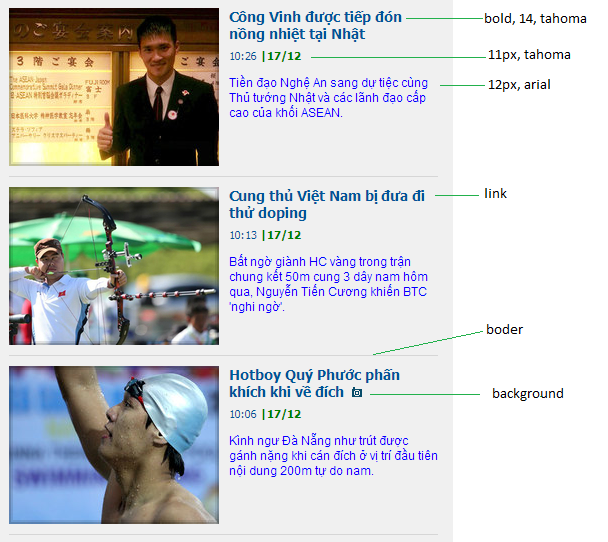 Công Vinh được tiếp đón
nồng nhiệt tại Nhật
bold, 14, tahoma
10:26 |17/12
11px, tahoma
Tiền đạo Nghệ An sang dự tiệc cùng
Thủ tướng Nhật và các lãnh đạo cấp
cao của khối ASEAN.
12px, arial
3 階 ご 宴 会
The ASEAN-Japan
Commemorative Summit Gala Dinner
FUJI ROOM
富士
Cung thủ Việt Nam bị đưa đi
thử doping
link
10:13 |17/12
Bất ngờ giành HC vàng trong trận
chung kết 50m cung 3 dây nam hôm
qua, Nguyễn Tiến Cương khiến BTC
'nghi ngờ'.
boder
Hotboy Quý Phước phấn
khích khi về đích
background
10:06 |17/12
Kình ngư Đà Nẵng như trút được
gánh nặng khi cán đích ở vị trí đầu tiên
nội dung 200m tự do nam.